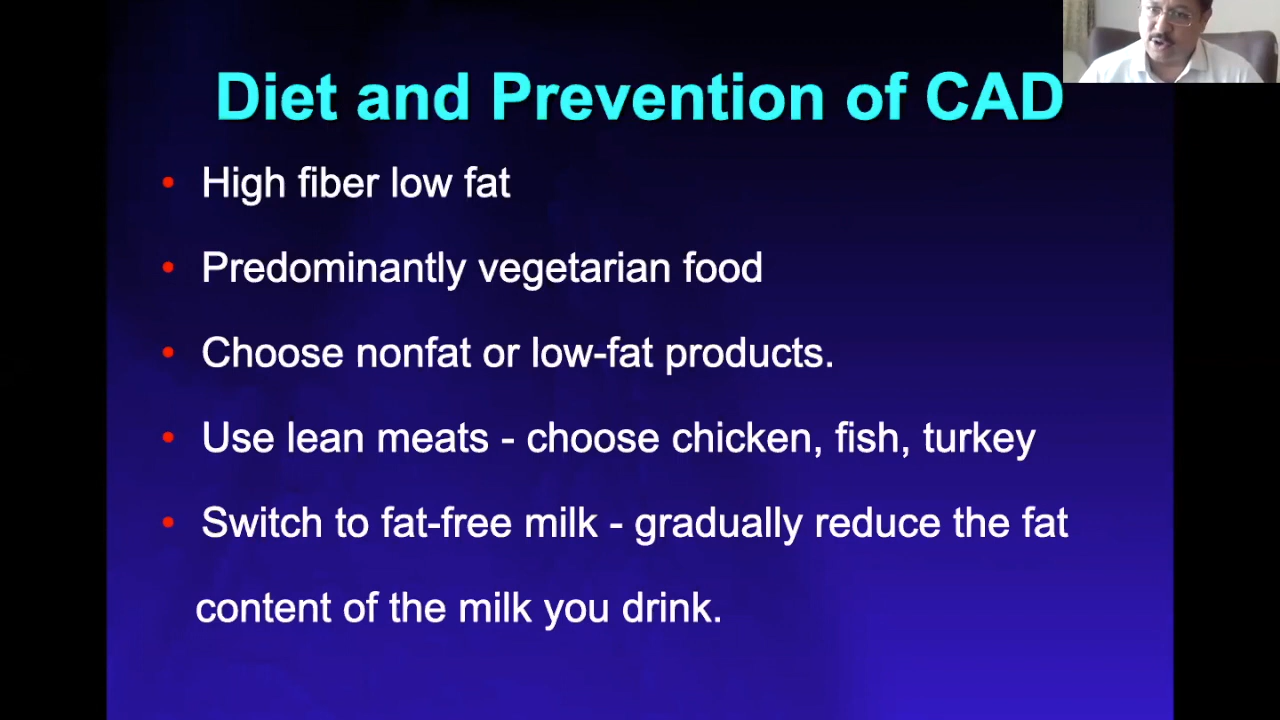 Diet and Prevention of CAD
• High fiber low fat
• Predominantly vegetarian food
• Choose nonfat or low-fat products.
• Use lean meats - choose chicken, fish, turkey
• Switch to fat-free milk - gradually reduce the fat
content of the milk you drink.